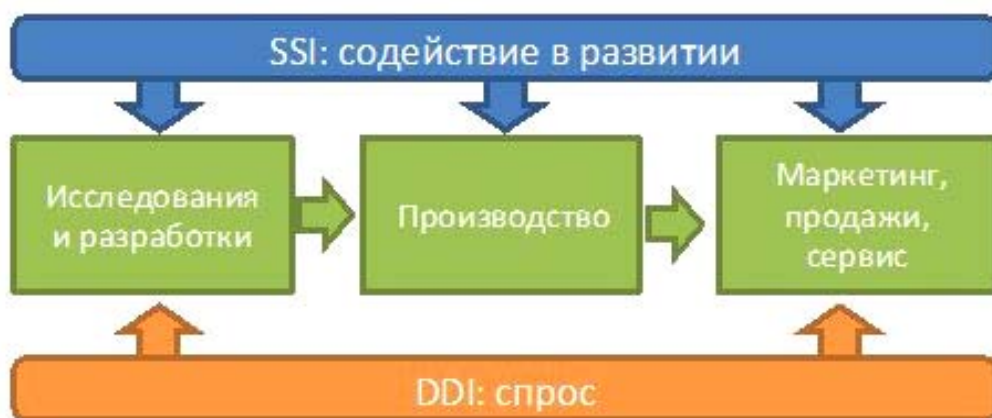 SSI: содействие в развитии
Исследования
и разработки
Производство
Маркетинг,
продажи,
сервис
DDI: спрос